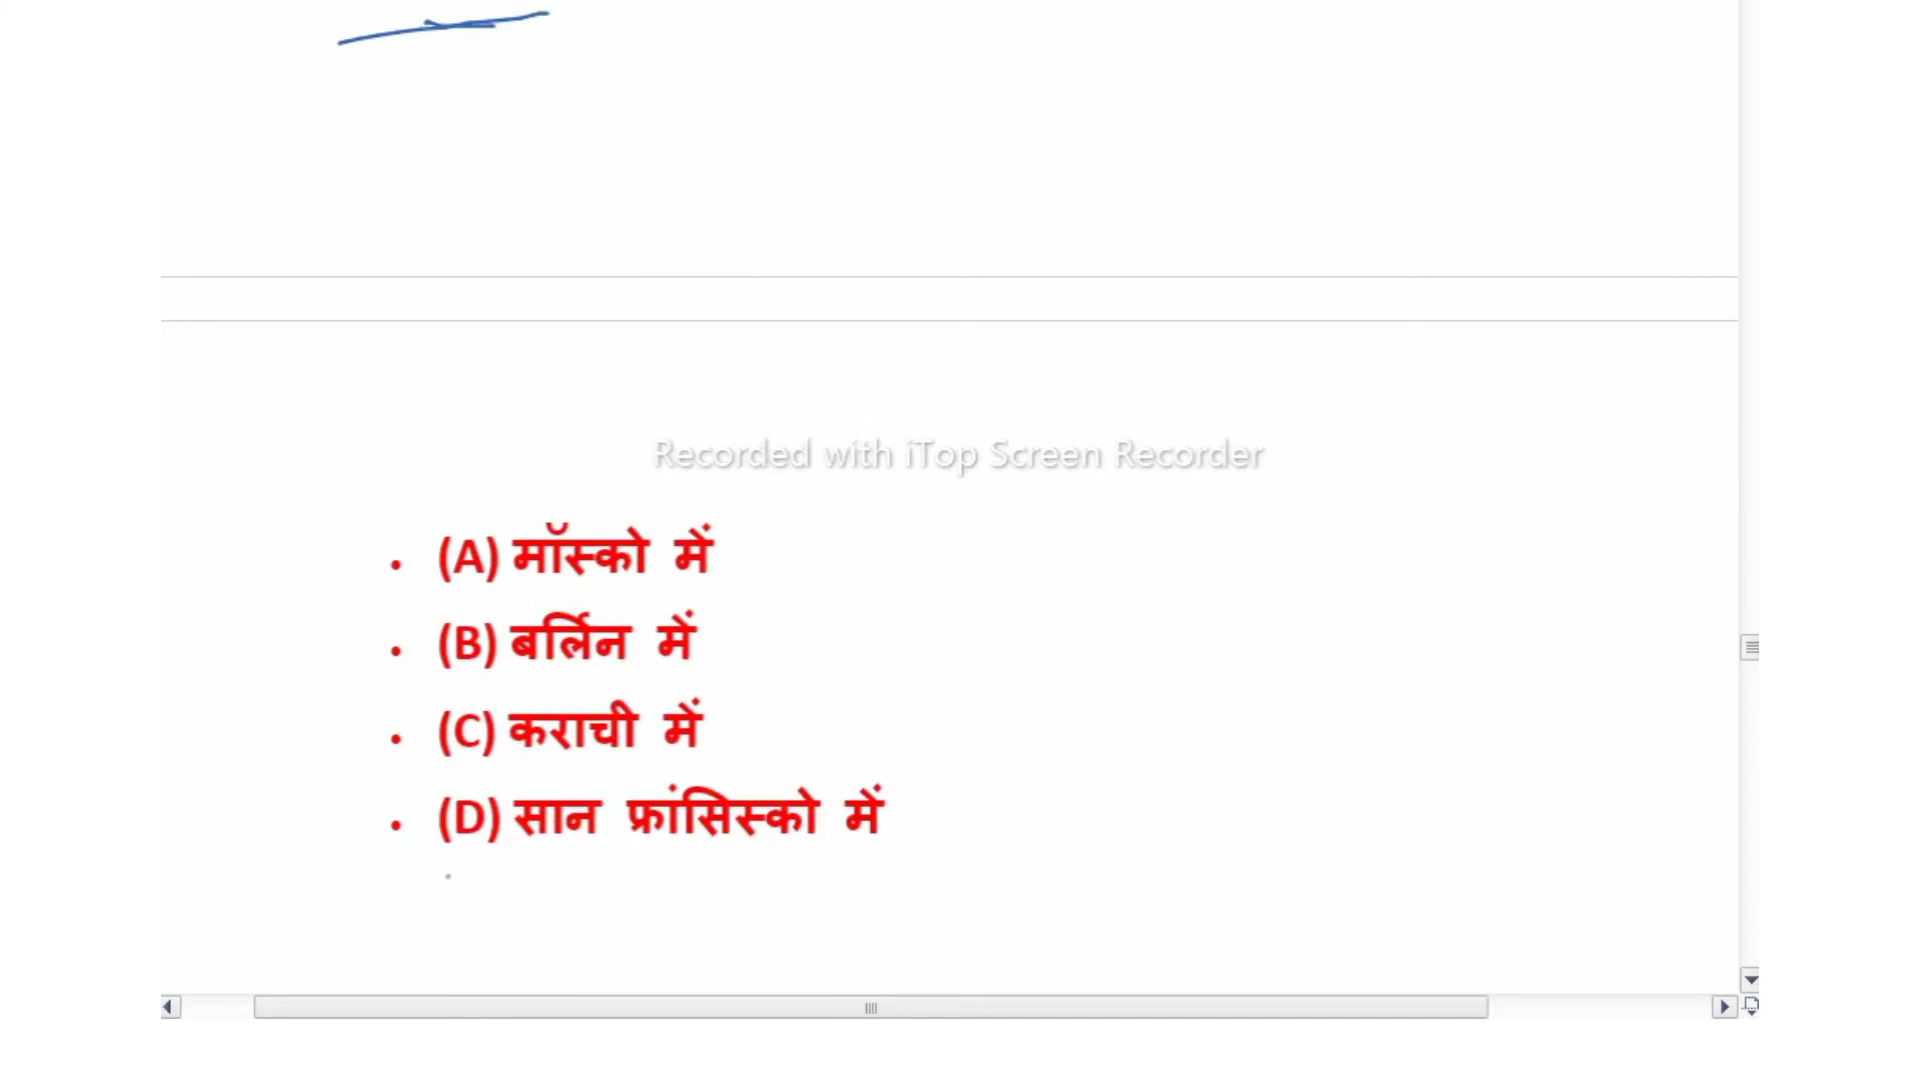 Recorded with iTop Screen Recorder
• (A) मॉस्को में
• (B) बर्लिन में
• (C) कराची में
• (D) सान फ्रांसिस्को में